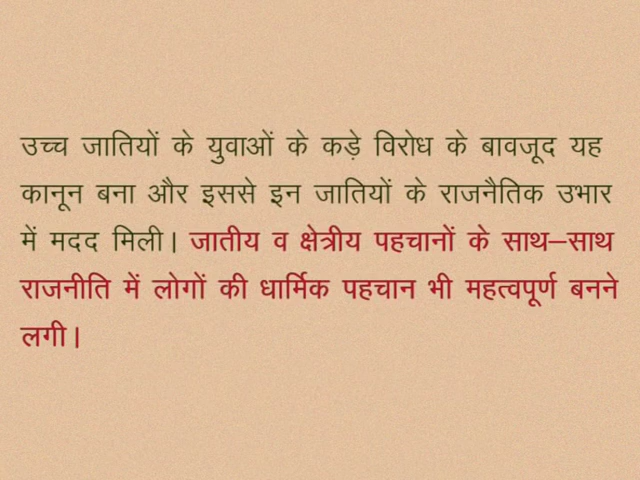 उच्च जातियों के युवाओं के कड़े विरोध के बावजूद यह
कानून बना और इससे इन जातियों के राजनैतिक उभार
में मदद मिली। जातीय व क्षेत्रीय पहचानों के साथ–साथ
राजनीति में लोगों की धार्मिक पहचान भी महत्वपूर्ण बनने
लगी।